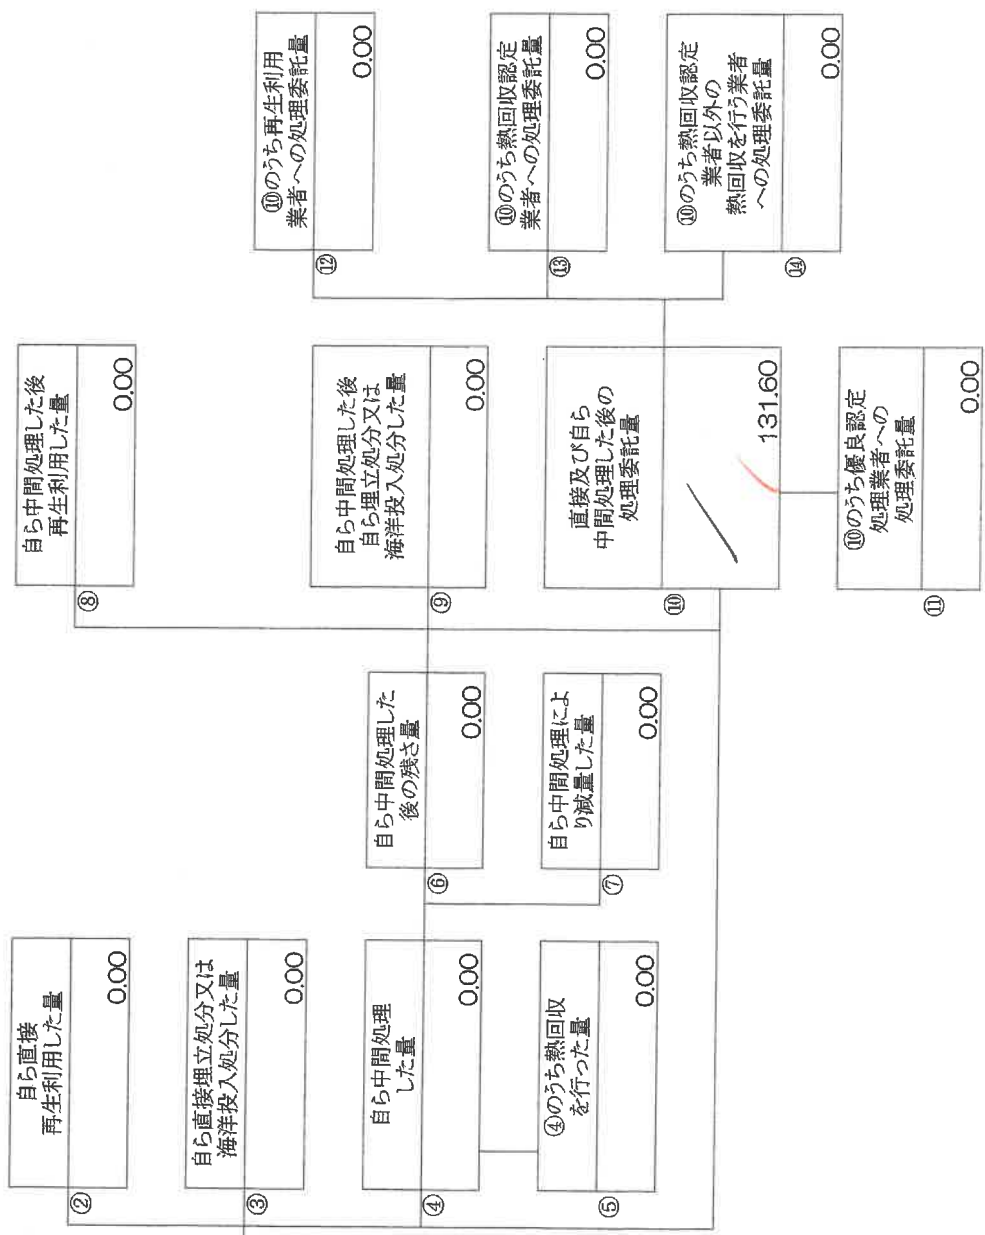 ②
自ら直接
再生利用した量
0.00
③
自ら直接埋立処分又は
海洋投入処分した量
0.00
④
自ら中間処理
した量
0.00
⑤
④のうち熱回収
を行った量
0.00
⑥
自ら中間処理した
後の残さ量
0.00
⑦
自ら中間処理によ
り減量した量
0.00
⑧
自ら中間処理した後
再生利用した量
0.00
⑨
自ら中間処理した後
自ら埋立処分又は
海洋投入処分した量
0.00
⑩
直接及び自ら
中間処理した後の
処理委託量
131.60
⑪
⑩のうち優良認定
処理業者への
処理委託量
0.00
⑫
⑩のうち再生利用
業者への処理委託量
0.00
⑬
⑩のうち熱回収認定
業者への処理委託量
0.00
⑭
⑩のうち熱回収認定
業者以外の
熱回収を行う業者
への処理委託量
0.00